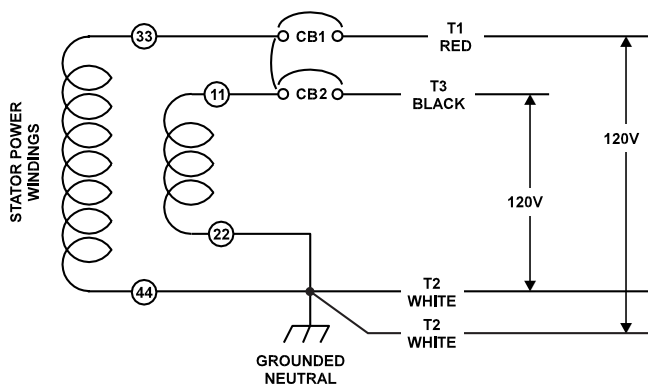 33
CB1
T1
RED
11
CB2
T3
BLACK
STATOR POWER
WINDINGS
120V
120V
22
44
T2
WHITE
T2
WHITE
GROUNDED
NEUTRAL